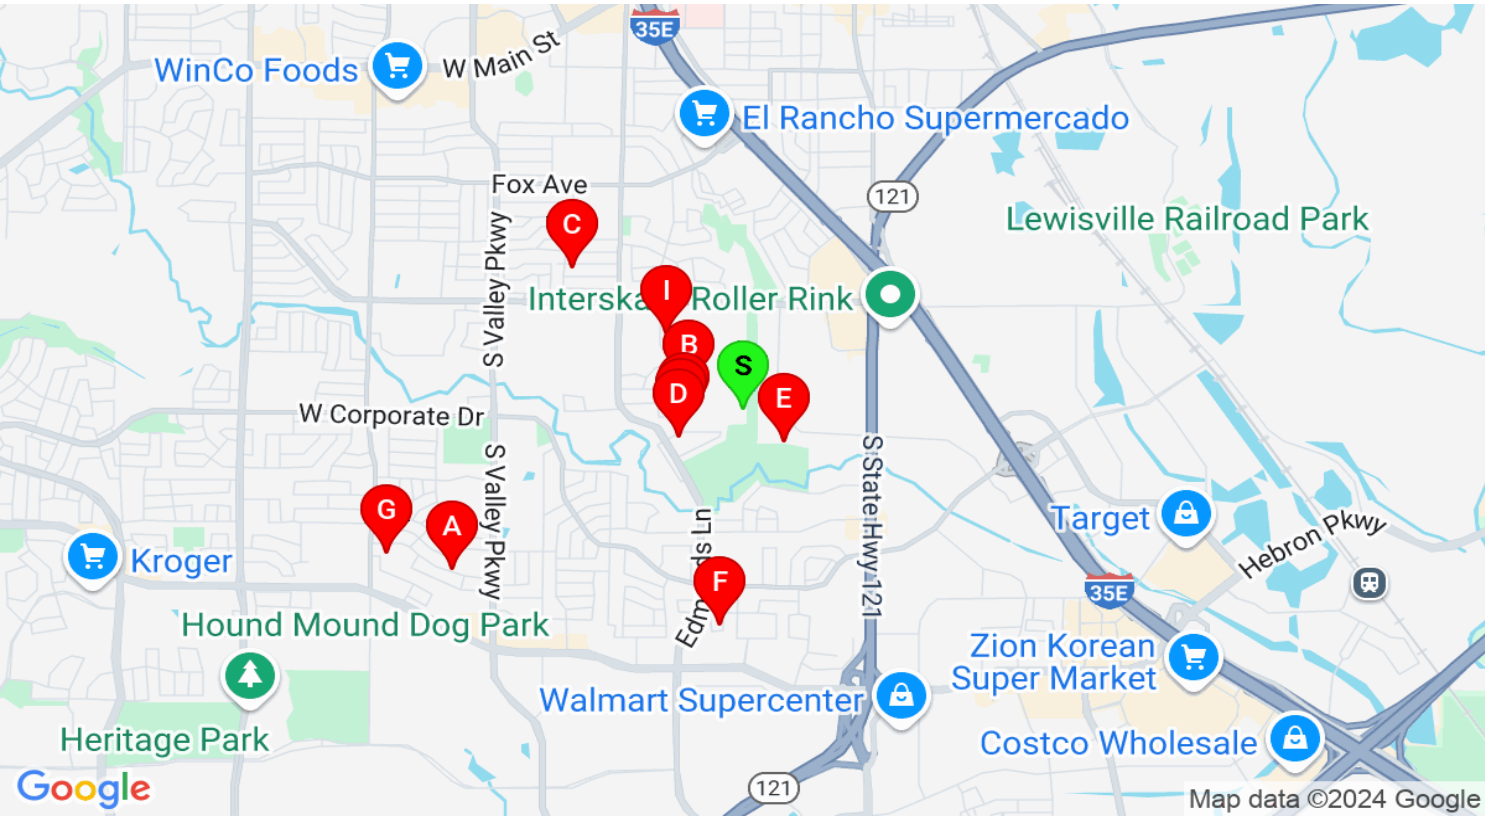 35E
W Main St
WinCo Foods
El Rancho Supermercado
Fox Ave
121
C
Lewisville Railroad Park
S Valley Pkwy
I
Interska Roller Rink
B
S
D
E
W Corporate Dr
S State Hwy 121
S Valley Pkwy
G
A
Target
Hebron Pkwy
Kroger
F
35E
Hound Mound Dog Park
Zion Korean
Super Market
Walmart Supercenter
Heritage Park
Costco Wholesale
Google
121
Map data ©2024 Google